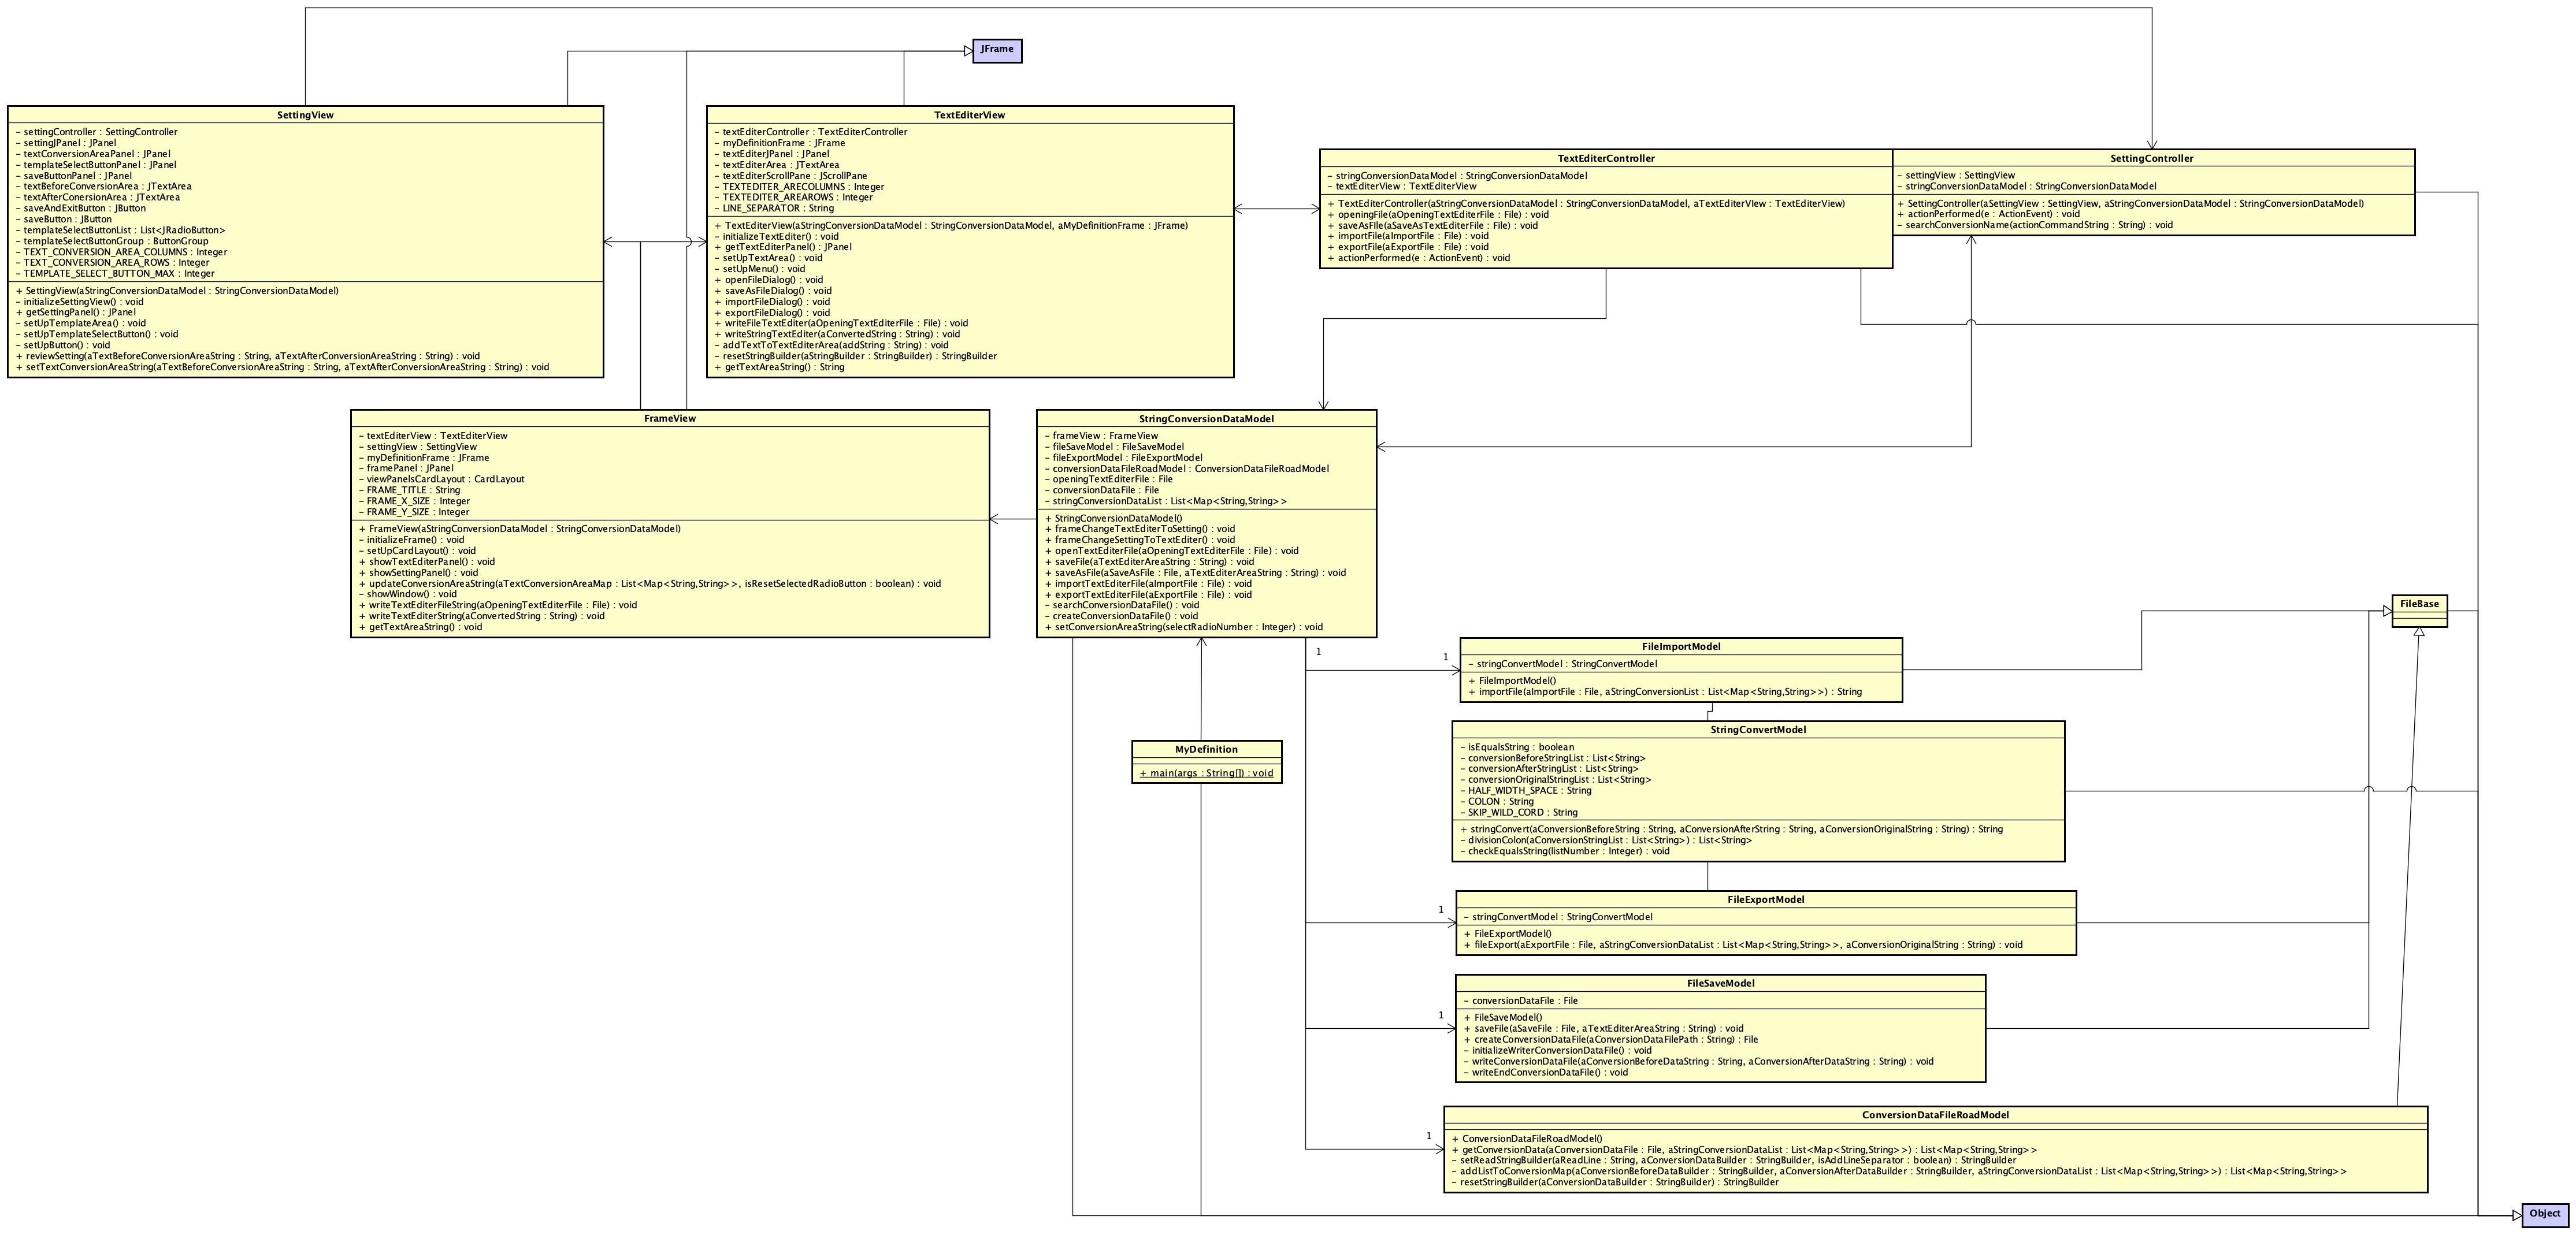 JFrame
SettingView
– settingController : SettingController
– settingJPanel : JPanel
– textConversionAreaPanel : JPanel
– templateSelectButtonPanel : JPanel
– saveButtonPanel : JPanel
– textBeforeConversionArea : JTextArea
– textAfterConersionArea : JTextArea
– saveAndExitButton : JButton
– saveButton : JButton
– templateSelectButtonList : List<JRadioButton>
– templateSelectButtonGroup : ButtonGroup
– TEXT_CONVERSION_AREA_COLUMNS : Integer
– TEXT_CONVERSION_AREA_ROWS : Integer
– TEMPLATE_SELECT_BUTTON_MAX : Integer
+ SettingView(aStringConversionDataModel : StringConversionDataModel)
– initializeSettingView() : void
+ getSettingPanel() : JPanel
– setUpTemplateArea() : void
– setUpTemplateSelectButton() : void
– setUpButton() : void
+ reviewSetting(aTextBeforeConversionAreaString : String, aTextAfterConversionAreaString : String) : void
+ setTextConversionAreaString(aTextBeforeConversionAreaString : String, aTextAfterConversionAreaString : String) : void
TextEditerView
– textEditerController : TextEditerController
– myDefinitionFrame : JFrame
– textEditerJPanel : JPanel
– textEditerArea : JTextArea
– textEditerScrollPane : JScrollPane
– TEXTEDITER_ARECOLUMNS : Integer
– TEXTEDITER_AREAROWS : Integer
– LINE_SEPARATOR : String
+ TextEditerView(aStringConversionDataModel : StringConversionDataModel, aMyDefinitionFrame : JFrame)
– initializeTextEditer() : void
+ getTextEditerPanel() : JPanel
– setUpTextArea() : void
– setUpMenu() : void
+ openFileDialog() : void
+ saveAsFileDialog() : void
+ importFileDialog() : void
+ exportFileDialog() : void
+ writeFileTextEditer(aOpeningTextEditerFile : File) : void
+ writeStringTextEditer(aConvertedString : String) : void
– addTextToTextEditerArea(addString : String) : void
– resetStringBuilder(aStringBuilder : StringBuilder) : StringBuilder
+ getTextAreaString() : String
TextEditerController
– stringConversionDataModel : StringConversionDataModel
– textEditerView : TextEditerView
+ TextEditerController(aStringConversionDataModel : StringConversionDataModel, aTextEditerVIew : TextEditerView)
+ openingFile(aOpeningTextEditerFile : File) : void
+ saveAsFIle(aSaveAsTextEditerFile : File) : void
+ importFile(aImportFile : File) : void
+ exportFile(aExportFile : File) : void
+ actionPerformed(e : ActionEvent) : void
SettingController
– settingView : SettingView
– stringConversionDataModel : StringConversionDataModel
+ SettingController(aSettingView : SettingView, aStringConversionDataModel : StringConversionDataModel)
+ actionPerformed(e : ActionEvent) : void
– searchConversionName(actionCommandString : String) : void
FrameView
– textEditerView : TextEditerView
– settingView : SettingView
– myDefinitionFrame : JFrame
– framePanel : JPanel
– viewPanelsCardLayout : CardLayout
– FRAME_TITLE : String
– FRAME_X_SIZE : Integer
– FRAME_Y_SIZE : Integer
+ FrameView(aStringConversionDataModel : StringConversionDataModel)
– initializeFrame() : void
– setUpCardLayout() : void
+ showTextEditerPanel() : void
+ showSettingPanel() : void
+ updateConversionAreaString(aTextConversionAreaMap : List<Map<String,String>>, isResetSelectedRadioButton : boolean) : void
– showWindow() : void
+ writeTextEditerFileString(aOpeningTextEditerFile : File) : void
+ writeTextEditerString(aConvertedString : String) : void
+ getTextAreaString() : void
StringConversionDataModel
– frameView : FrameView
– fileSaveModel : FileSaveModel
– fileExportModel : FileExportModel
– conversionDataFileRoadModel : ConversionDataFileRoadModel
– openingTextEditerFile : File
– conversionDataFile : File
– stringConversionDataList : List<Map<String,String>>
+ StringConversionDataModel()
+ frameChangeTextEditerToSetting() : void
+ frameChangeSettingToTextEditer() : void
+ openTextEditerFile(aOpeningTextEditerFile : File) : void
+ saveFile(aTextEditerAreaString : String) : void
+ saveAsFile(aSaveAsFile : File, aTextEditerAreaString : String) : void
+ importTextEditerFile(aImportFile : File) : void
+ exportTextEditerFile(aExportFile : File) : void
– searchConversionDataFile() : void
– createConversionDataFile() : void
+ setConversionAreaString(selectRadioNumber : Integer) : void
FileBase
1
1
FileImportModel
– stringConvertModel : StringConvertModel
+ FileImportModel()
+ importFile(aImportFile : File, aStringConversionList : List<Map<String,String>>) : String
MyDefinition
+ main(args : String[]) : void
StringConvertModel
– isEqualsString : boolean
– conversionBeforeStringList : List<String>
– conversionAfterStringList : List<String>
– conversionOriginalStringList : List<String>
– HALF_WIDTH_SPACE : String
– COLON : String
– SKIP_WILD_CORD : String
+ stringConvert(aConversionBeforeString : String, aConversionAfterString : String, aConversionOriginalString : String) : String
– divisionColon(aConversionStringList : List<String>) : List<String>
– checkEqualsString(listNumber : Integer) : void
1
FileExportModel
– stringConvertModel : StringConvertModel
+ FileExportModel()
+ fileExport(aExportFile : File, aStringConversionDataList : List<Map<String,String>>, aConversionOriginalString : String) : void
1
FileSaveModel
– conversionDataFile : File
+ FileSaveModel()
+ saveFile(aSaveFile : File, aTextEditerAreaString : String) : void
+ createConversionDataFile(aConversionDataFilePath : String) : File
– initializeWriterConversionDataFile() : void
– writeConversionDataFile(aConversionBeforeDataString : String, aConversionAfterDataString : String) : void
– writeEndConversionDataFile() : void
1
ConversionDataFileRoadModel
+ ConversionDataFileRoadModel()
+ getConversionData(aConversionDataFile : File, aStringConversionDataList : List<Map<String,String>>) : List<Map<String,String>>
– setReadStringBuilder(aReadLine : String, aConversionDataBuilder : StringBuilder, isAddLineSeparator : boolean) : StringBuilder
– addListToConversionMap(aConversionBeforeDataBuilder : StringBuilder, aConversionAfterDataBuilder : StringBuilder, aStringConversionDataList : List<Map<String,String>>) : List<Map<String,String>>
– resetStringBuilder(aConversionDataBuilder : StringBuilder) : StringBuilder
Object